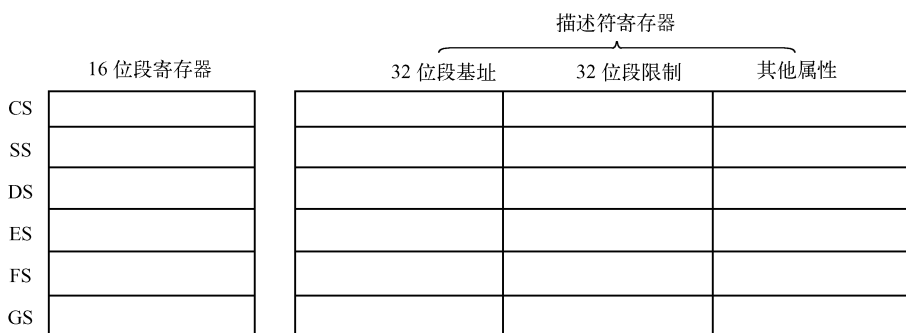 描述符寄存器
16 位段寄存器
32 位段基址
32 位段限制
其他属性
CS
SS
DS
ES
FS
GS